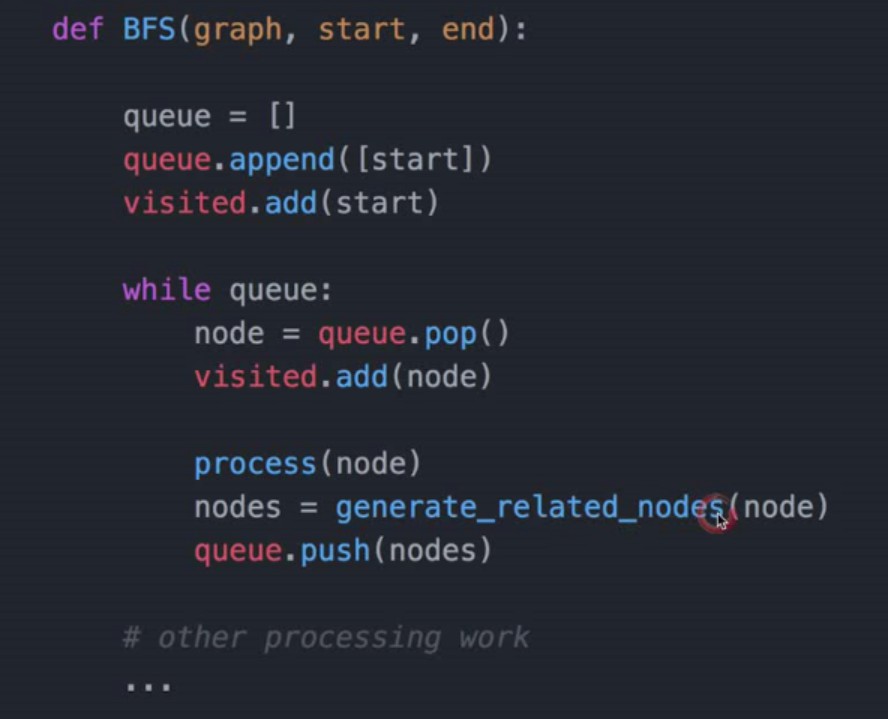 def BFS(graph, start, end):
queue = []
queue.append([start])
visited.add(start)
while queue:
node = queue.pop()
visited.add(node)
process(node)
nodes = generate_related_nodes(node)
queue.push(nodes)
# other processing work
...